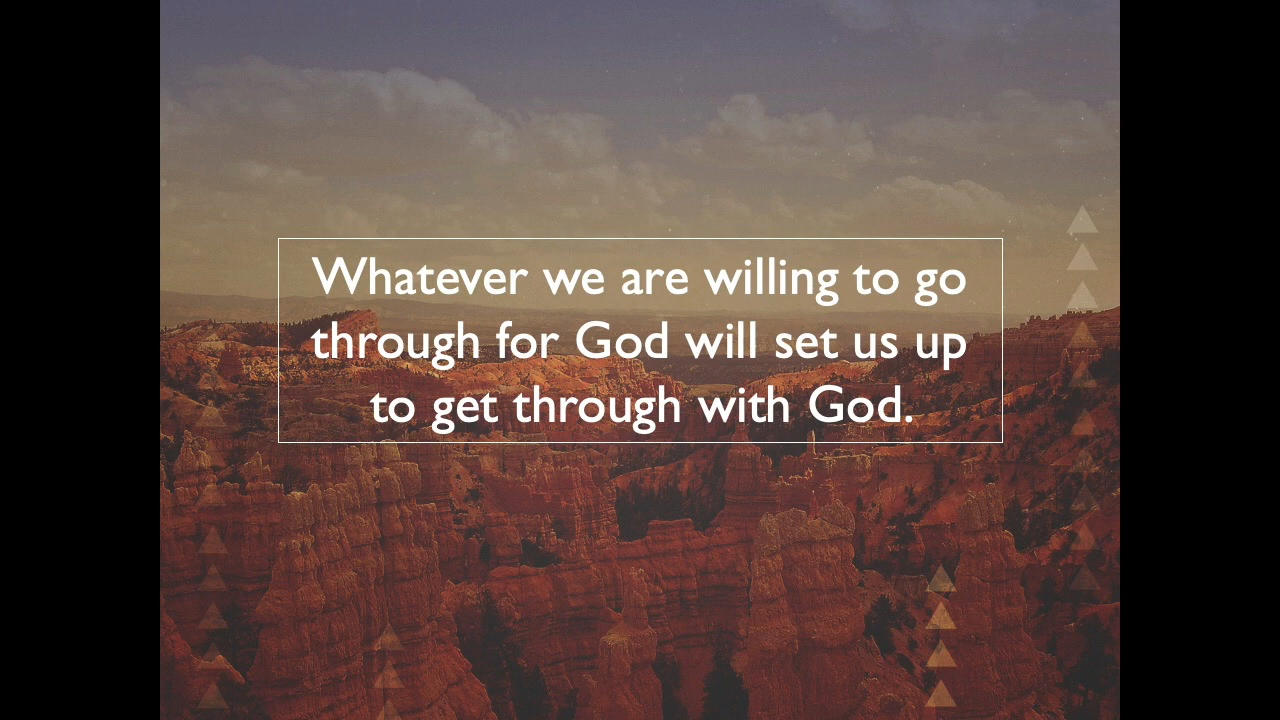 Whatever we are willing to go
through for God will set us up
to get through with God.